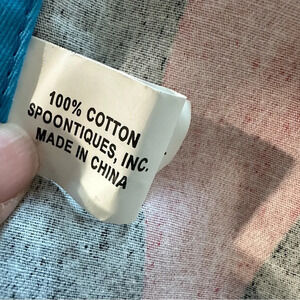 100% COTTON
SPOONTIQUES, INC.
MADE IN CHINA